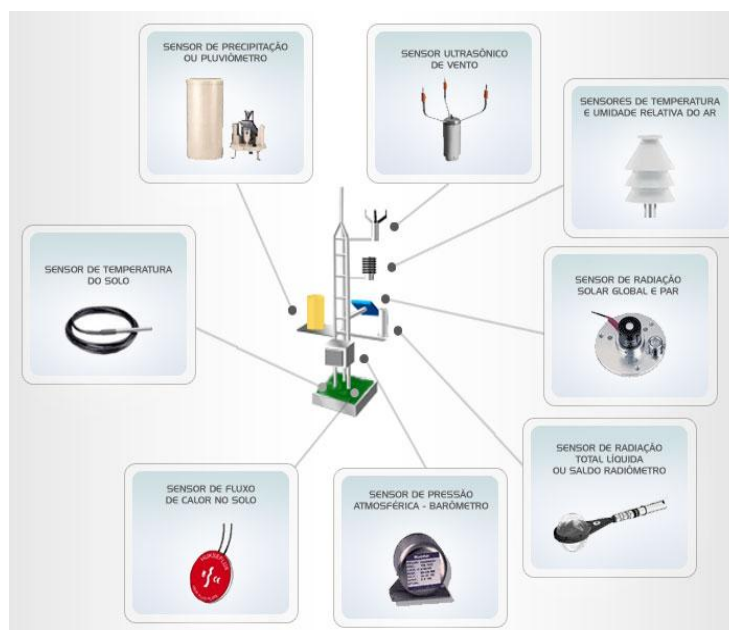 SENSOR DE PRECIPITAÇÃO
OU PLUVIÔMETRO
SENSOR ULTRASÔNICO
DE VENTO
SENSORES DE TEMPERATURA
E UMIDADE RELATIVA DO AR
SENSOR DE TEMPERATURA
DO SOLO
SENSOR DE RADIAÇÃO
SOLAR GLOBAL E PAR
SENSOR DE RADIAÇÃO
TOTAL LÍQUIDA
OU SALDO RADIÔMETRO
SENSOR DE FLUXO
DE CALOR NO SOLO
SENSOR DE PRESSÃO
ATMOSFÉRICA - BARÔMETRO